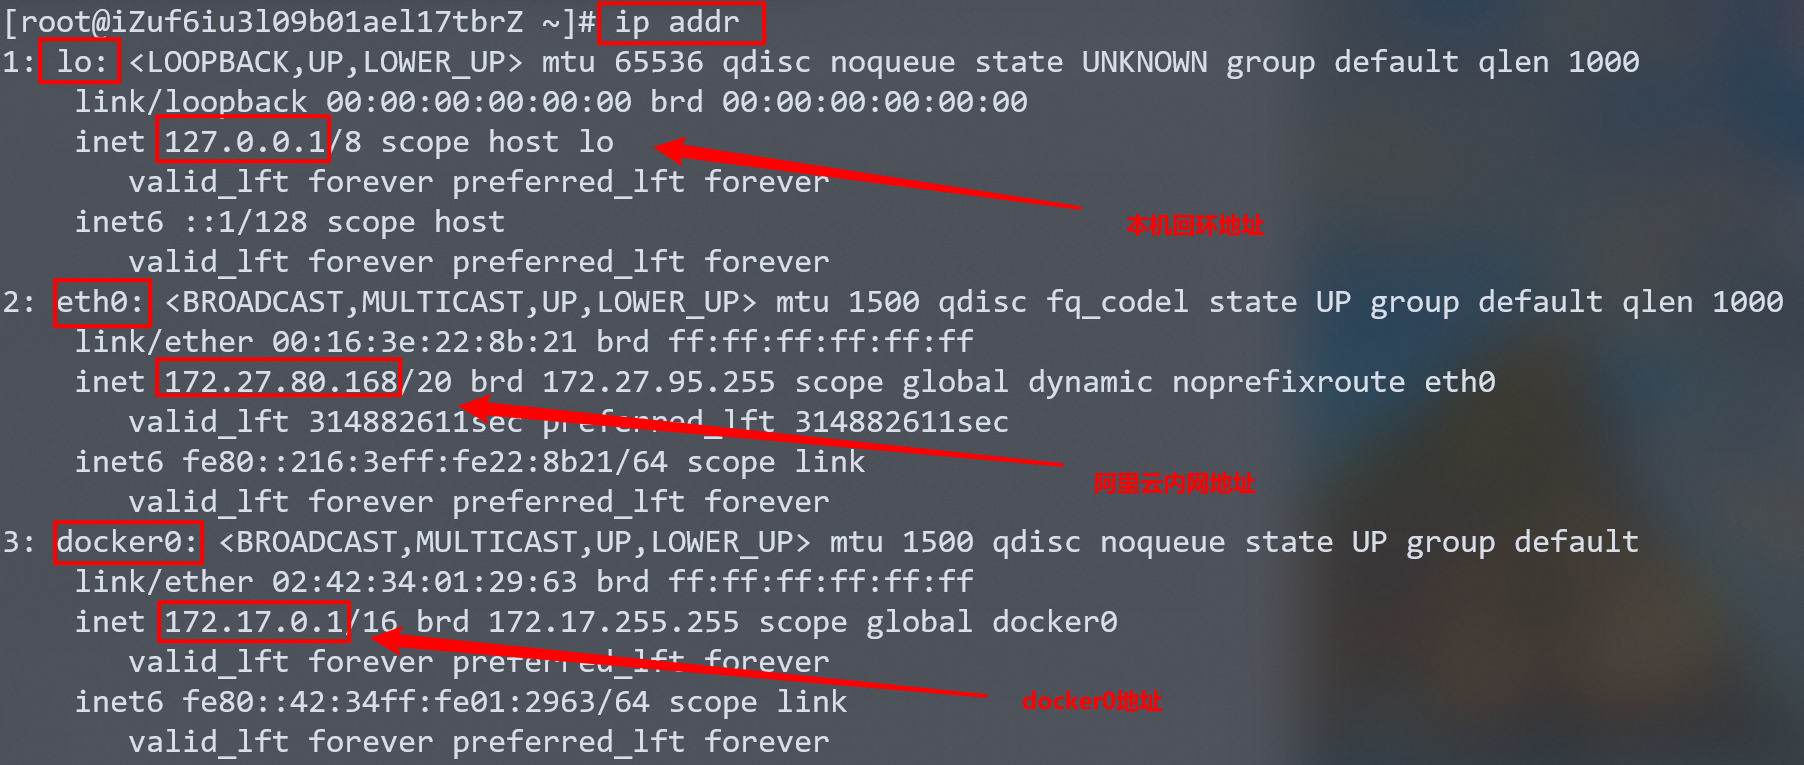 [root@iZuf6iu3l09b01ael17tbrZ ~]# ip addr
1: lo: <LOOPBACK,UP,LOWER_UP> mtu 65536 qdisc noqueue state UNKNOWN group default qlen 1000
link/loopback 00:00:00:00:00:00 brd 00:00:00:00:00:00
inet 127.0.0.1/8 scope host lo
valid_lft forever preferred_lft forever
本机回环地址
inet6 ::1/128 scope host
valid_lft forever preferred_lft forever
2: eth0: <BROADCAST,MULTICAST,UP,LOWER_UP> mtu 1500 qdisc fq_codel state UP group default qlen 1000
link/ether 00:16:3e:22:8b:21 brd ff:ff:ff:ff:ff:ff
inet 172.27.80.168/20 brd 172.27.95.255 scope global dynamic noprefixroute eth0
valid_lft 314882611sec preferred_lft 314882611sec
inet6 fe80::216:3eff:fe22:8b21/64 scope link
阿里云内网地址
valid_lft forever preferred_lft forever
3: docker0: <BROADCAST,MULTICAST,UP,LOWER_UP> mtu 1500 qdisc noqueue state UP group default
link/ether 02:42:34:01:29:63 brd ff:ff:ff:ff:ff:ff
inet 172.17.0.1/16 brd 172.17.255.255 scope global docker0
valid_lft forever preferred_lft forever
inet6 fe80::42:34ff:fe01:2963/64 scope link
docker0地址
valid_lft forever preferred_lft forever